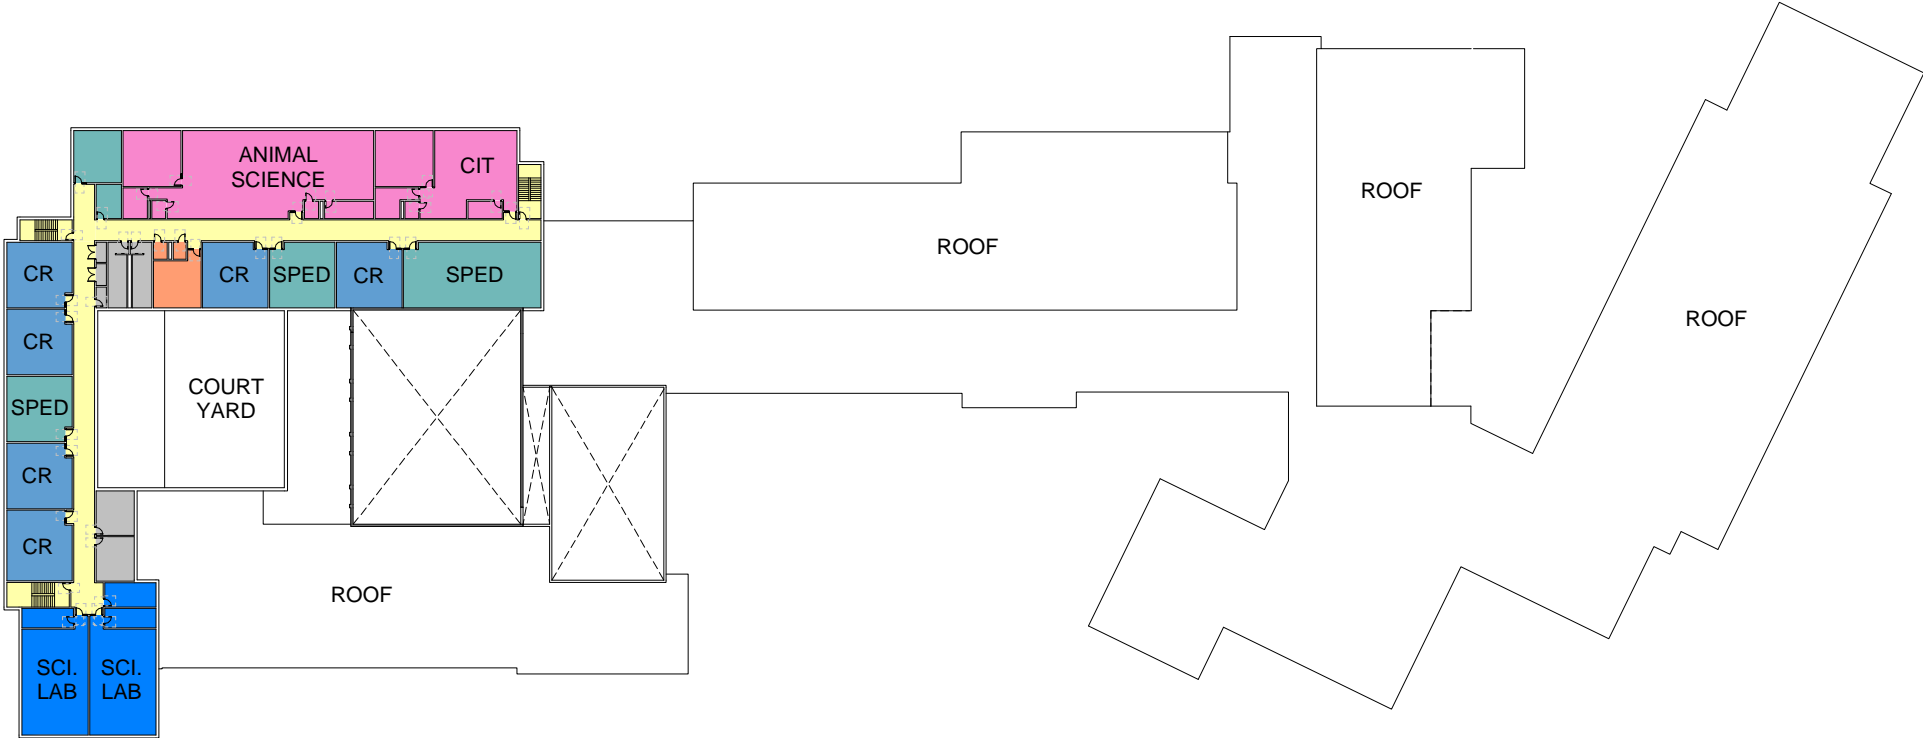 ANIMAL
SCIENCE
CIT
ROOF
ROOF
ROOF
CR
CR
SPED
CR
SPED
CR
SPED
CR
CR
COURT
YARD
ROOF
SCI.
LAB
SCI.
LAB